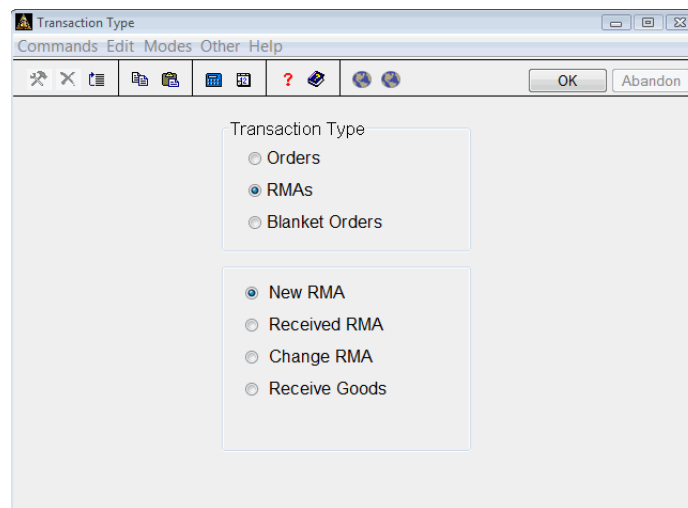 Transaction Type
Commands Edit Modes Other Help
? OK Abandon
Transaction Type
Orders
RMAs
Blanket Orders
New RMA
Received RMA
Change RMA
Receive Goods